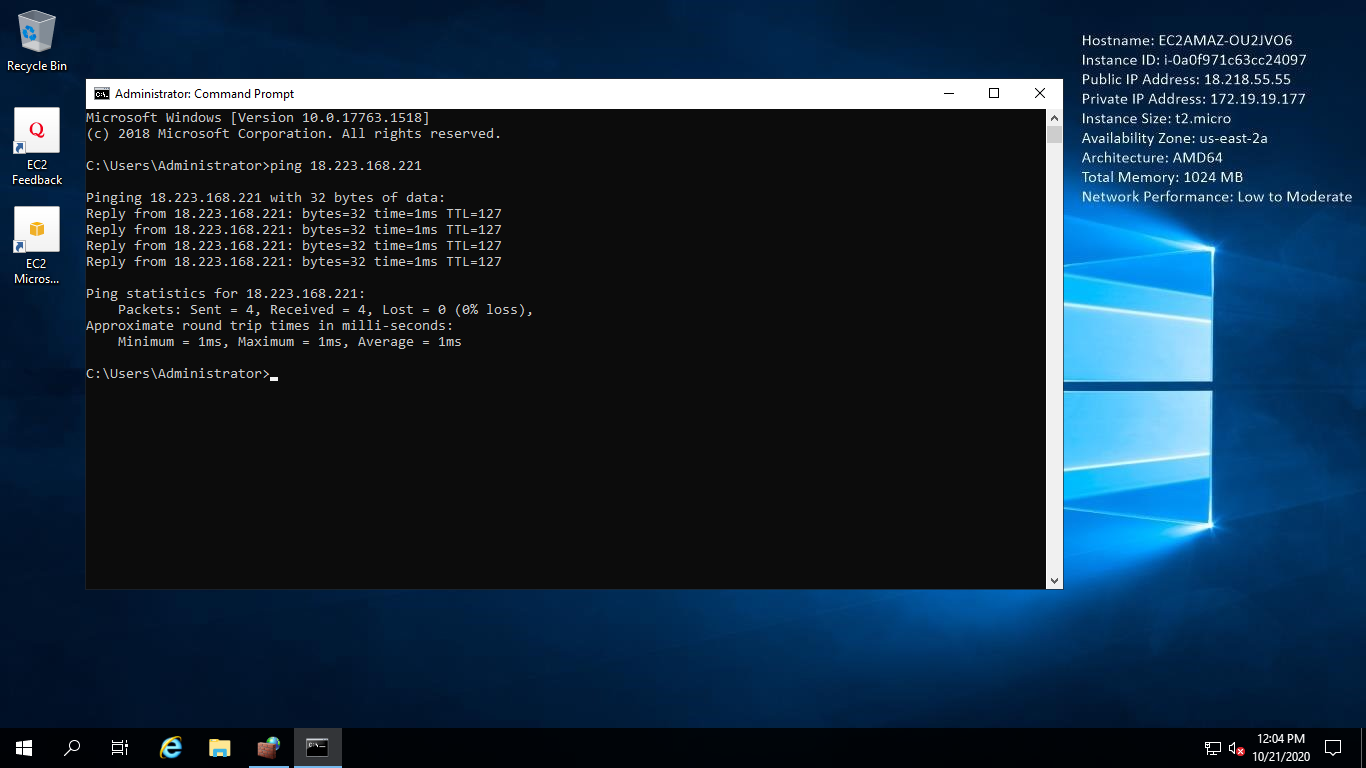 Recycle Bin
EC2
Feedback
EC2
Micros...
Hostname: EC2AMAZ-OU2JVO6
Instance ID: i-0a0f971c63cc24097
Public IP Address: 18.218.55.55
Private IP Address: 172.19.19.177
Instance Size: t2.micro
Availability Zone: us-east-2a
Architecture: AMD64
Total Memory: 1024 MB
Network Performance: Low to Moderate
Administrator: Command Prompt
Microsoft Windows [Version 10.0.17763.1518]
(c) 2018 Microsoft Corporation. All rights reserved.
C:\Users\Administrator>ping 18.223.168.221
Pinging 18.223.168.221 with 32 bytes of data:
Reply from 18.223.168.221: bytes=32 time=1ms TTL=127
Reply from 18.223.168.221: bytes=32 time=1ms TTL=127
Reply from 18.223.168.221: bytes=32 time=1ms TTL=127
Reply from 18.223.168.221: bytes=32 time=1ms TTL=127
Ping statistics for 18.223.168.221:
Packets: Sent = 4, Received = 4, Lost = 0 (0% loss),
Approximate round trip times in milli-seconds:
Minimum = 1ms, Maximum = 1ms, Average = 1ms
C:\Users\Administrator>
12:04 PM
10/21/2020